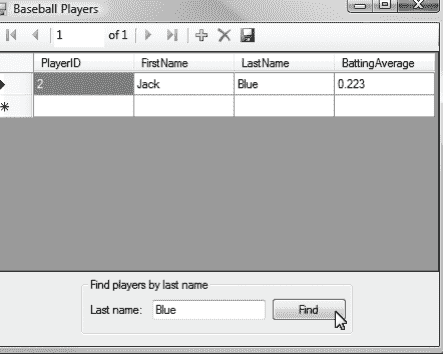 Baseball Players
1 of 1
PlayerID FirstName LastName BattingAverage
2 Jack Blue 0.223
*
Find players by last name
Last name: Blue Find